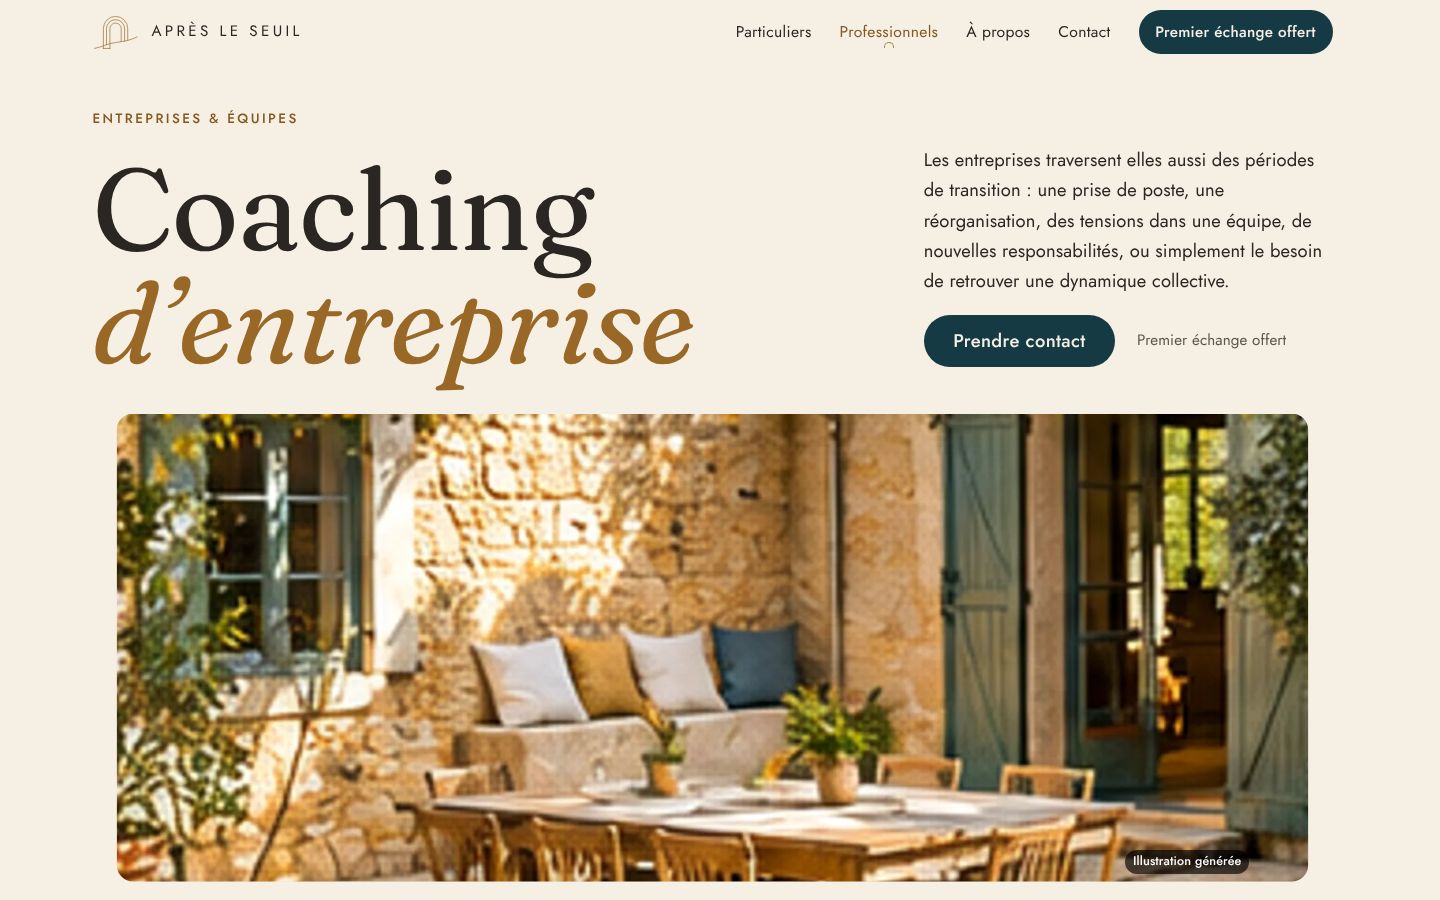 APRÈS LE SEUIL
Particuliers
Professionnels
À propos
Contact
Premier échange offert
ENTREPRISES & ÉQUIPES
Coaching
d’entreprise
Les entreprises traversent elles aussi des périodes
de transition : une prise de poste, une
réorganisation, des tensions dans une équipe, de
nouvelles responsabilités, ou simplement le besoin
de retrouver une dynamique collective.
Prendre contact
Premier échange offert
Illustration générée